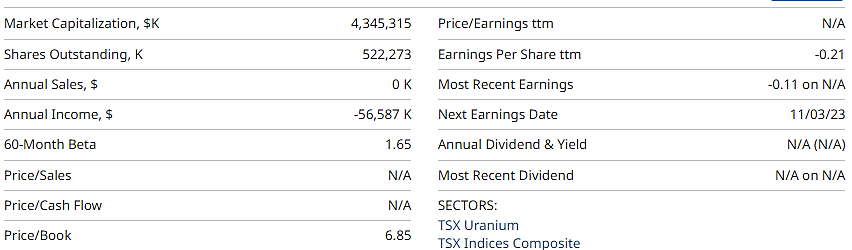 Market Capitalization, $K 4,345,315
Shares Outstanding, K 522,273
Annual Sales, $ 0 K
Annual Income, $ -56,587 K
60-Month Beta 1.65
Price/Sales N/A
Price/Cash Flow N/A
Price/Book 6.85
Price/Earnings ttm N/A
Earnings Per Share ttm -0.21
Most Recent Earnings -0.11 on N/A
Next Earnings Date 11/03/23
Annual Dividend & Yield N/A (N/A)
Most Recent Dividend N/A on N/A
SECTORS:
TSX Uranium
TSX Indices Composite